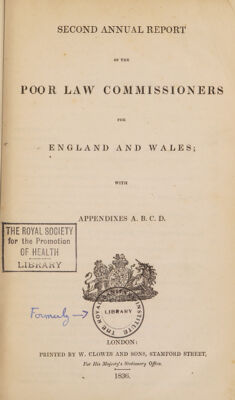 SECOND ANNUAL REPORT
OF THE
POOR LAW COMMISSIONERS
FOR
ENGLAND AND WALES;
WITH
APPENDIXES A. B. C. D.
THE ROYAL SOCIETY
for the Promotion
OF HEALTH
LIBRARY
Formerly →
LIBRARY
LONDON:
PRINTED BY W. CLOWES AND SONS, STAMFORD STREET,
For His Majesty's Stationery Office.
1836.